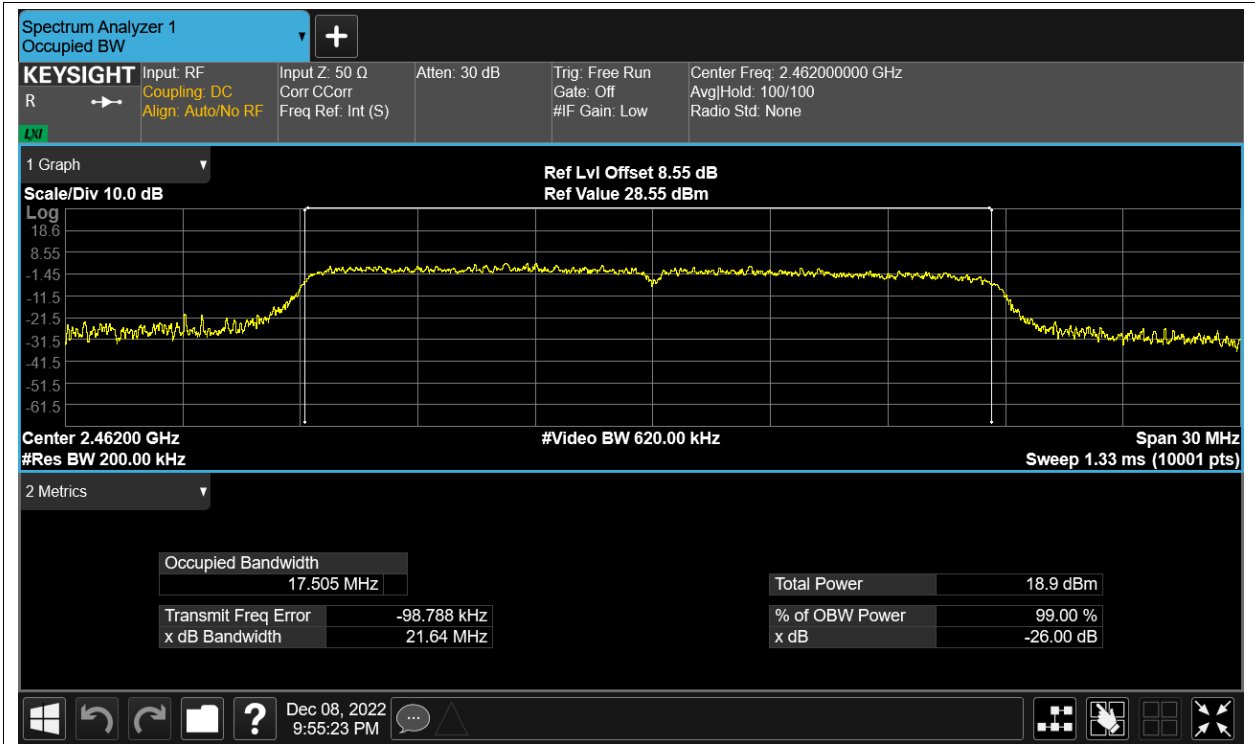 Spectrum Analyzer 1
Occupied BW
KEYSIGHT
R
LXI
Input: RF
Coupling: DC
Align: Auto/No RF
Input Z: 50 Ω
Corr CCorr
Freq Ref: Int (S)
Atten: 30 dB
Trig: Free Run
Gate: Off
#IF Gain: Low
Center Freq: 2.462000000 GHz
Avg|Hold: 100/100
Radio Std: None
1 Graph
Scale/Div 10.0 dB
Ref Lvl Offset 8.55 dB
Ref Value 28.55 dBm
Log
18.6
8.55
-1.45
-11.5
-21.5
-31.5
-41.5
-51.5
-61.5
Center 2.46200 GHz
#Video BW 620.00 kHz
Span 30 MHz
#Res BW 200.00 kHz
Sweep 1.33 ms (10001 pts)
2 Metrics
Occupied Bandwidth
17.505 MHz
Transmit Freq Error -98.788 kHz
x dB Bandwidth 21.64 MHz
Total Power 18.9 dBm
% of OBW Power 99.00 %
x dB -26.00 dB
?
Dec 08, 2022
9:55:23 PM